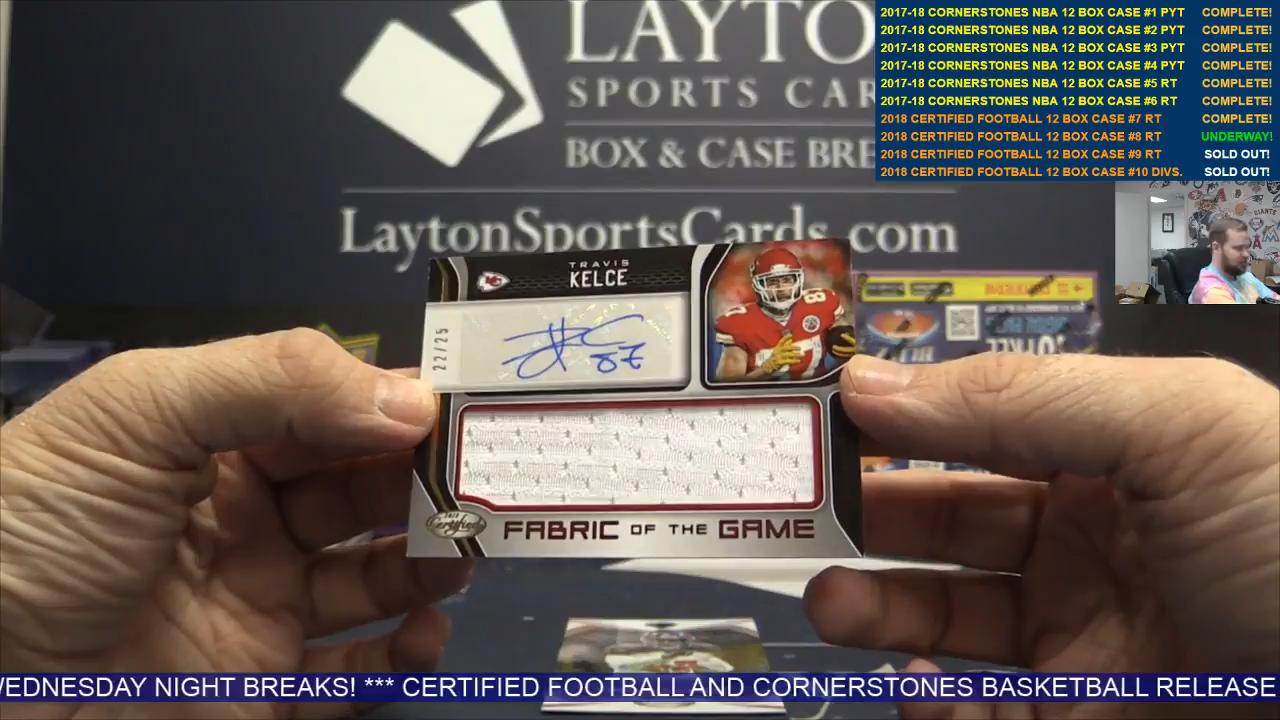 LAYTO
SPORTS CAR
BOX & CASE BRE
LaytonSportsCards.com
2017-18 CORNERSTONES NBA 12 BOX CASE #1 PYT COMPLETE!
2017-18 CORNERSTONES NBA 12 BOX CASE #2 PYT COMPLETE!
2017-18 CORNERSTONES NBA 12 BOX CASE #3 PYT COMPLETE!
2017-18 CORNERSTONES NBA 12 BOX CASE #4 PYT COMPLETE!
2017-18 CORNERSTONES NBA 12 BOX CASE #5 RT COMPLETE!
2017-18 CORNERSTONES NBA 12 BOX CASE #6 RT COMPLETE!
2018 CERTIFIED FOOTBALL 12 BOX CASE #7 RT COMPLETE!
2018 CERTIFIED FOOTBALL 12 BOX CASE #8 RT UNDERWAY!
2018 CERTIFIED FOOTBALL 12 BOX CASE #9 RT SOLD OUT!
2018 CERTIFIED FOOTBALL 12 BOX CASE #10 DIVS. SOLD OUT!
GIANTS
TRAVIS
KELCE
22/25
87
87
Certified
FABRIC OF THE GAME
WEDNESDAY NIGHT BREAKS! *** CERTIFIED FOOTBALL AND CORNERSTONES BASKETBALL RELEASE